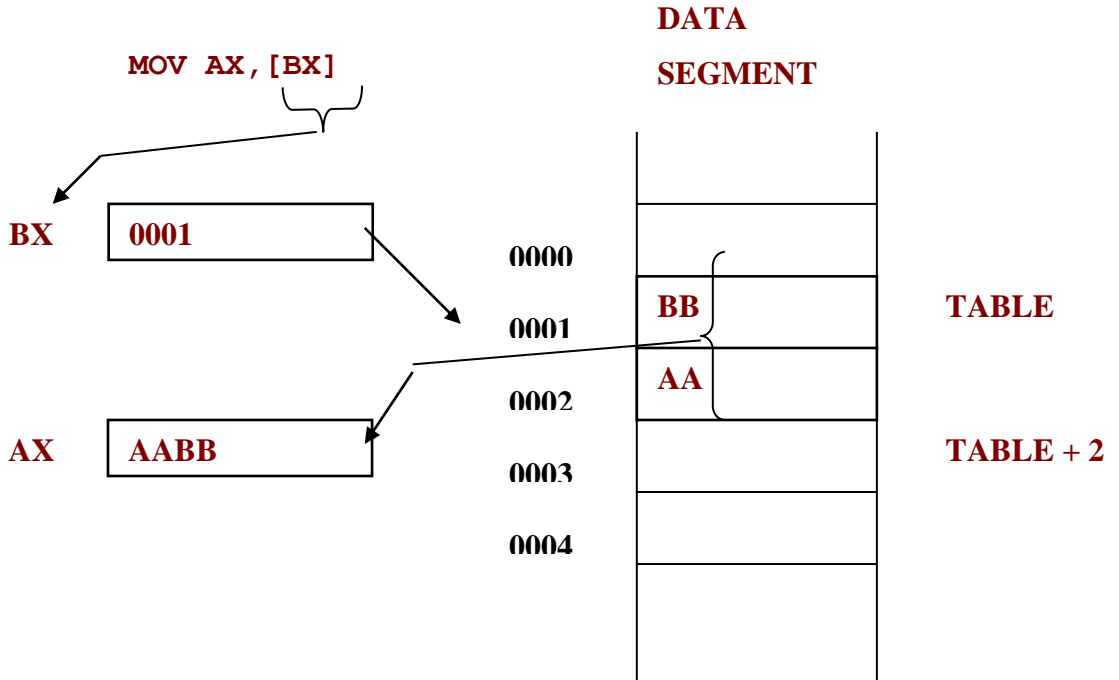 DATA
MOV AX,[BX]
SEGMENT
BX 0001
0000
BB TABLE
0001
AA
0002
AX AABB TABLE + 2
0003
0004